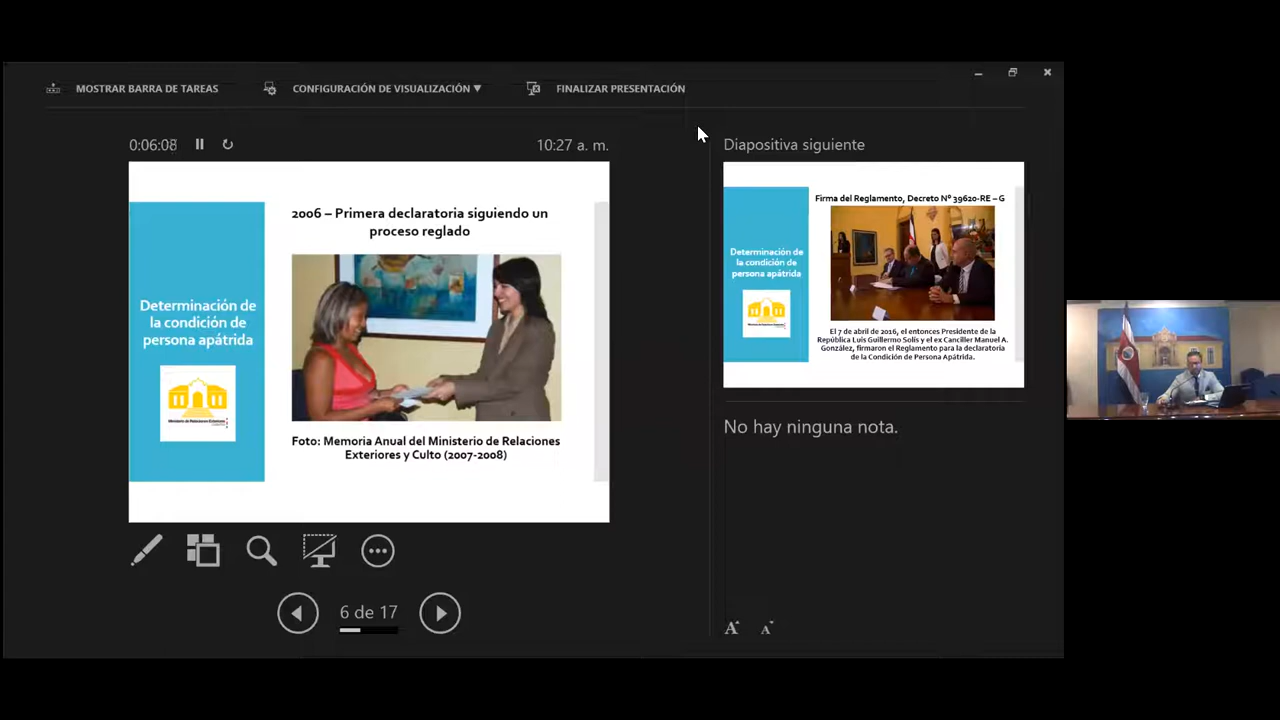 MOSTRAR BARRA DE TAREAS
CONFIGURACIÓN DE VISUALIZACIÓN ▼
FINALIZAR PRESENTACIÓN
0:06:08
10:27 a. m.
2006 – Primera declaratoria siguiendo un
proceso reglado
Determinación de
la condición de
persona apátrida
Ministerio de Relaciones Exteriores
Foto: Memoria Anual del Ministerio de Relaciones
Exteriores y Culto (2007-2008)
6 de 17
Diapositiva siguiente
Firma del Reglamento, Decreto Nº 39620-RE – G
Determinación de
la condición de
persona apátrida
El 7 de abril de 2016, el entonces Presidente de la
República Luis Guillermo Solís y el ex Canciller Manuel A.
González, firmaron el Reglamento para la declaratoria
de la Condición de Persona Apátrida.
No hay ninguna nota.
A A